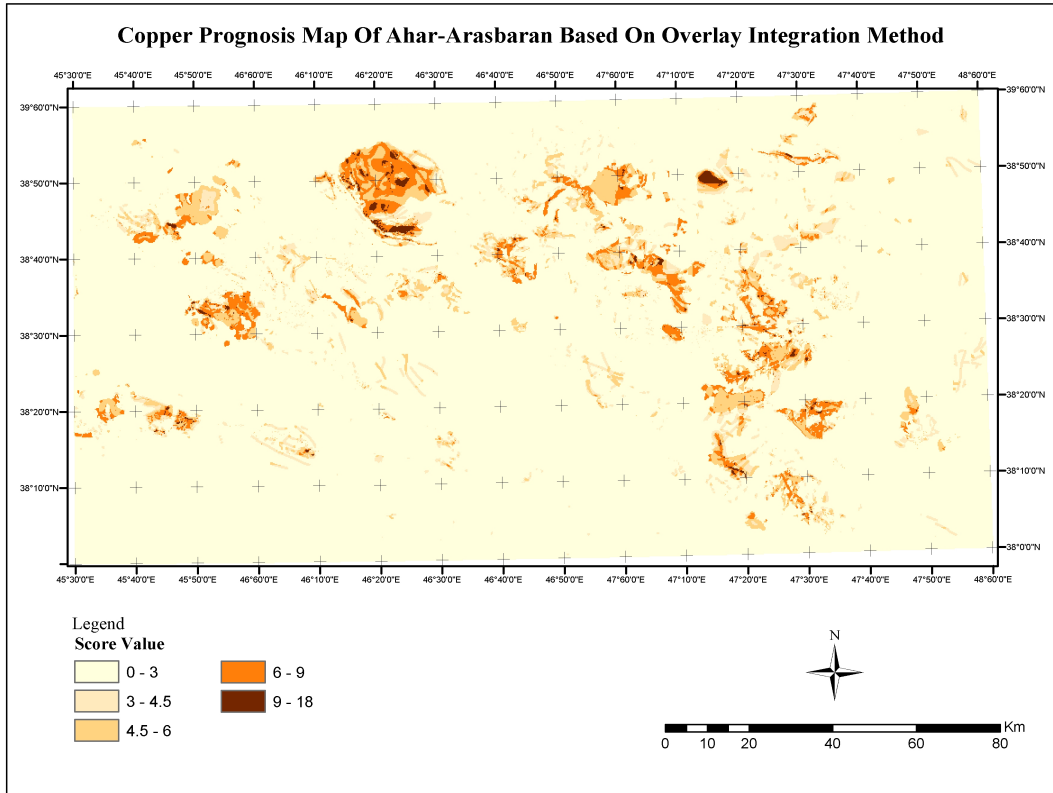 Copper Prognosis Map Of Ahar-Arasbaran Based On Overlay Integration Method
45°30'0"E 45°40'0"E 45°50'0"E 46°60'0"E 46°10'0"E 46°20'0"E 46°30'0"E 46°40'0"E 46°50'0"E 47°60'0"E 47°10'0"E 47°20'0"E 47°30'0"E 47°40'0"E 47°50'0"E 48°60'0"E
39°60'0"N 39°60'0"N
38°50'0"N 38°50'0"N
38°40'0"N 38°40'0"N
38°30'0"N 38°30'0"N
38°20'0"N 38°20'0"N
38°10'0"N 38°10'0"N
38°0'0"N
45°30'0"E 45°40'0"E 45°50'0"E 46°60'0"E 46°10'0"E 46°20'0"E 46°30'0"E 46°40'0"E 46°50'0"E 47°60'0"E 47°10'0"E 47°20'0"E 47°30'0"E 47°40'0"E 47°50'0"E 48°60'0"E
Legend
Score Value
0 - 3
3 - 4.5
4.5 - 6
6 - 9
9 - 18
N
Km
0 10 20 40 60 80